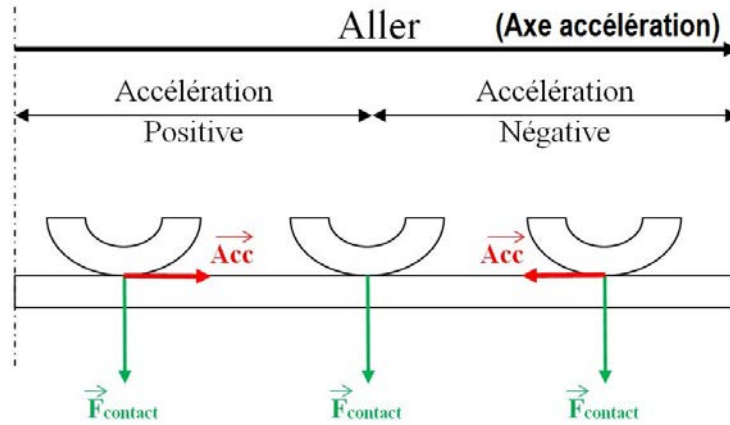 Aller (Axe accélération)
Accélération Accélération
Positive Négative
Acc Acc
Fcontact Fcontact Fcontact